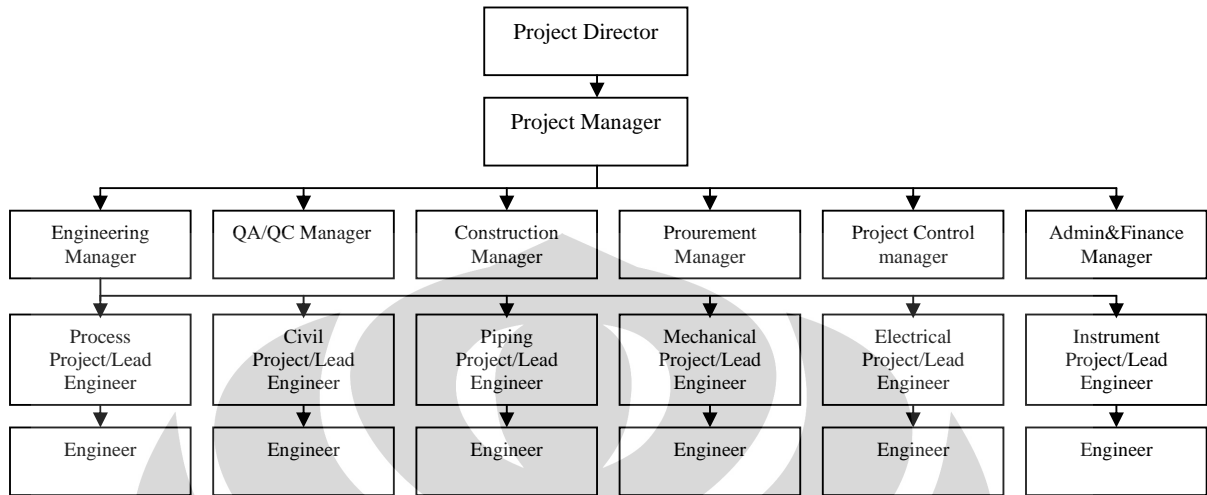 Project Director
Project Manager
Engineering
Manager
QA/QC Manager
Construction
Manager
Prourement
Manager
Project Control
manager
Admin&Finance
Manager
Process
Project/Lead
Engineer
Civil
Project/Lead
Engineer
Piping
Project/Lead
Engineer
Mechanical
Project/Lead
Engineer
Electrical
Project/Lead
Engineer
Instrument
Project/Lead
Engineer
Engineer
Engineer
Engineer
Engineer
Engineer
Engineer